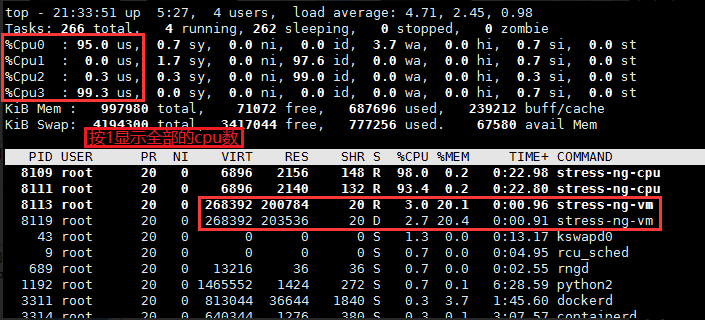 top - 21:33:51 up  5:27,  4 users,  load average: 4.71, 2.45, 0.98
Tasks: 266 total,   4 running, 262 sleeping,   0 stopped,   0 zombie
%Cpu0  : 95.0 us,  0.7 sy,  0.0 ni,  0.0 id,  3.7 wa,  0.0 hi,  0.7 si,  0.0 st
%Cpu1  :  0.0 us,  1.7 sy,  0.0 ni, 97.6 id,  0.0 wa,  0.0 hi,  0.7 si,  0.0 st
%Cpu2  :  0.3 us,  0.3 sy,  0.0 ni, 99.0 id,  0.0 wa,  0.0 hi,  0.3 si,  0.0 st
%Cpu3  : 99.3 us,  0.0 sy,  0.0 ni,  0.0 id,  0.0 wa,  0.0 hi,  0.7 si,  0.0 st
KiB Mem :   997980 total,    71072 free,   687696 used,   239212 buff/cache
KiB Swap:  4194300 total,  3417044 free,   777256 used.    67580 avail Mem
按1显示全部的cpu数
PID USER      PR  NI    VIRT    RES    SHR S  %CPU %MEM     TIME+ COMMAND
8109 root      20   0    6896   2156    148 R  98.0  0.2   0:22.98 stress-ng-cpu
8111 root      20   0    6896   2140    132 R  93.4  0.2   0:22.80 stress-ng-cpu
8113 root      20   0  268392 200784     20 R   3.0 20.1   0:00.96 stress-ng-vm
8119 root      20   0  268392 203536     20 D   2.7 20.4   0:00.91 stress-ng-vm
43 root      20   0       0      0      0 S   1.3  0.0   0:13.17 kswapd0
9 root      20   0       0      0      0 S   0.7  0.0   0:04.95 rcu_sched
689 root      20   0   13216     36     36 S   0.7  0.0   0:02.55 rngd
1192 root      20   0 1465552   1424    272 S   0.7  0.1   6:28.59 python2
3311 root      20   0  813044  36644   1840 S   0.3  3.7   1:45.60 dockerd
3314 root      20   0  640344   1276    380 S   0.3  0.1   3:07.57 containerd